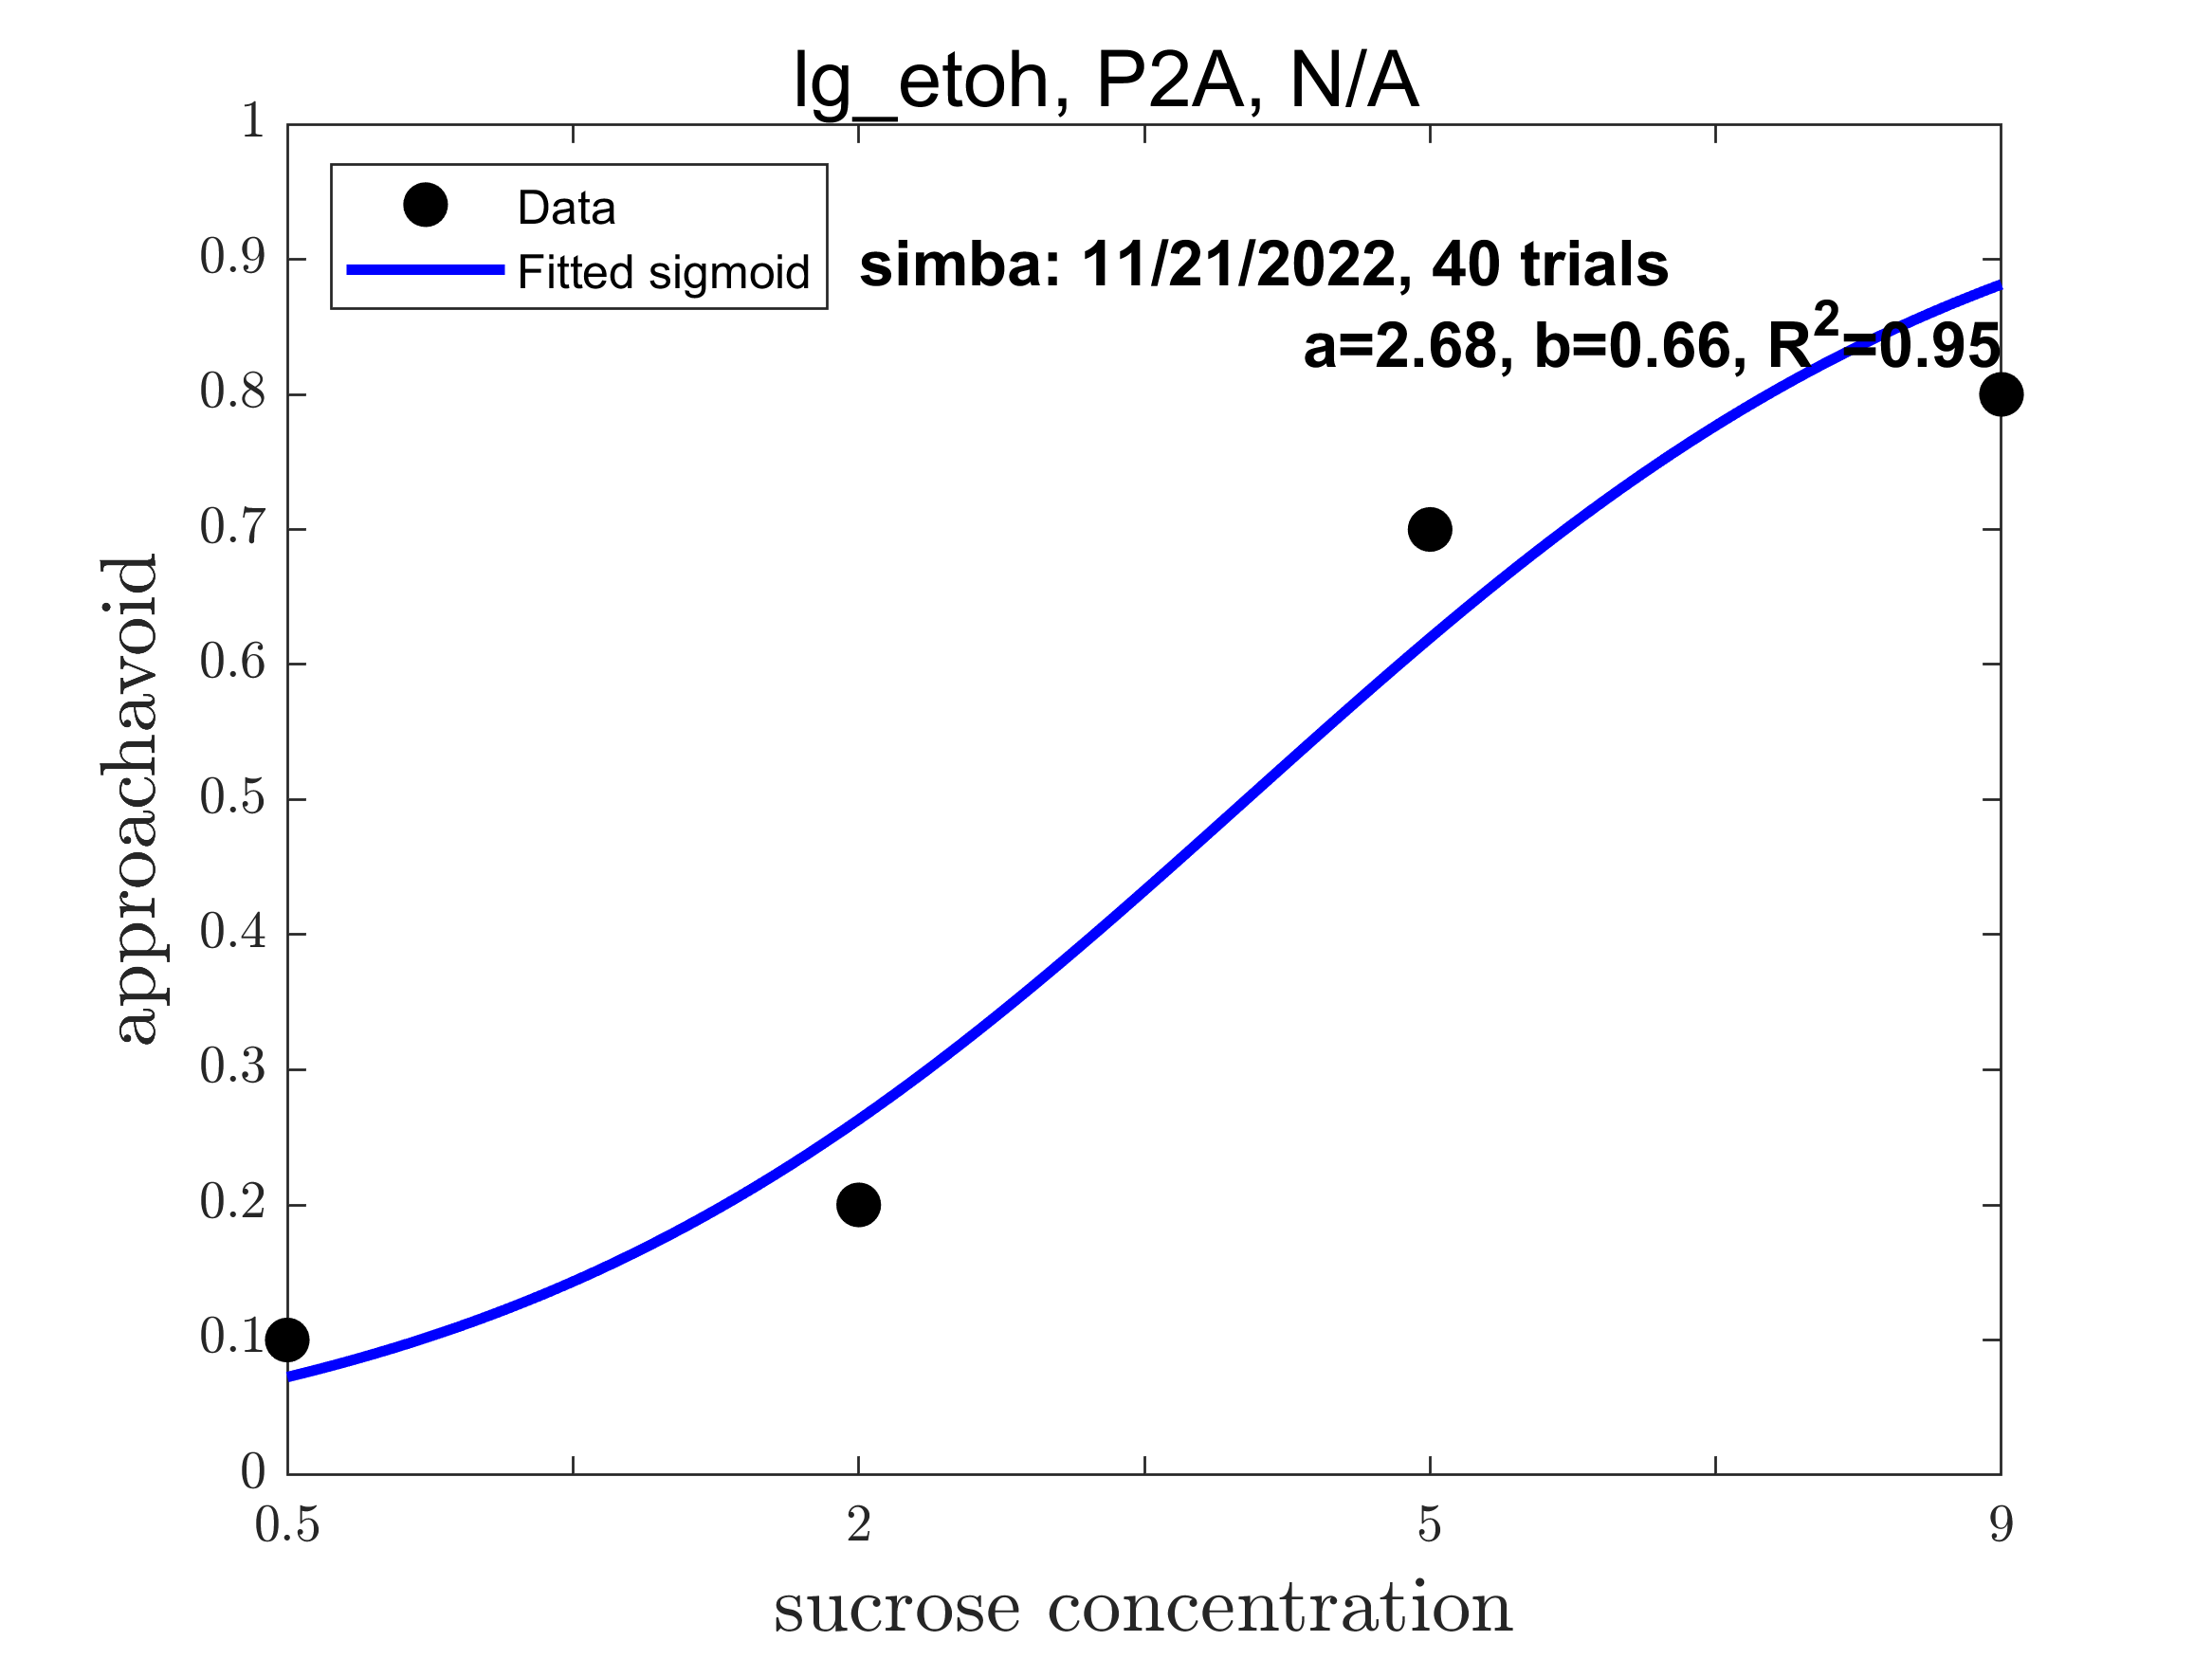 lg_etoh, P2A, N/A
Data
Fitted sigmoid
simba: 11/21/2022, 40 trials
a=2.68, b=0.66, R²=0.95
1
0.9
0.8
0.7
0.6
0.5
0.4
0.3
0.2
0.1
0
approachavoid
0.5 2 5 9
sucrose concentration